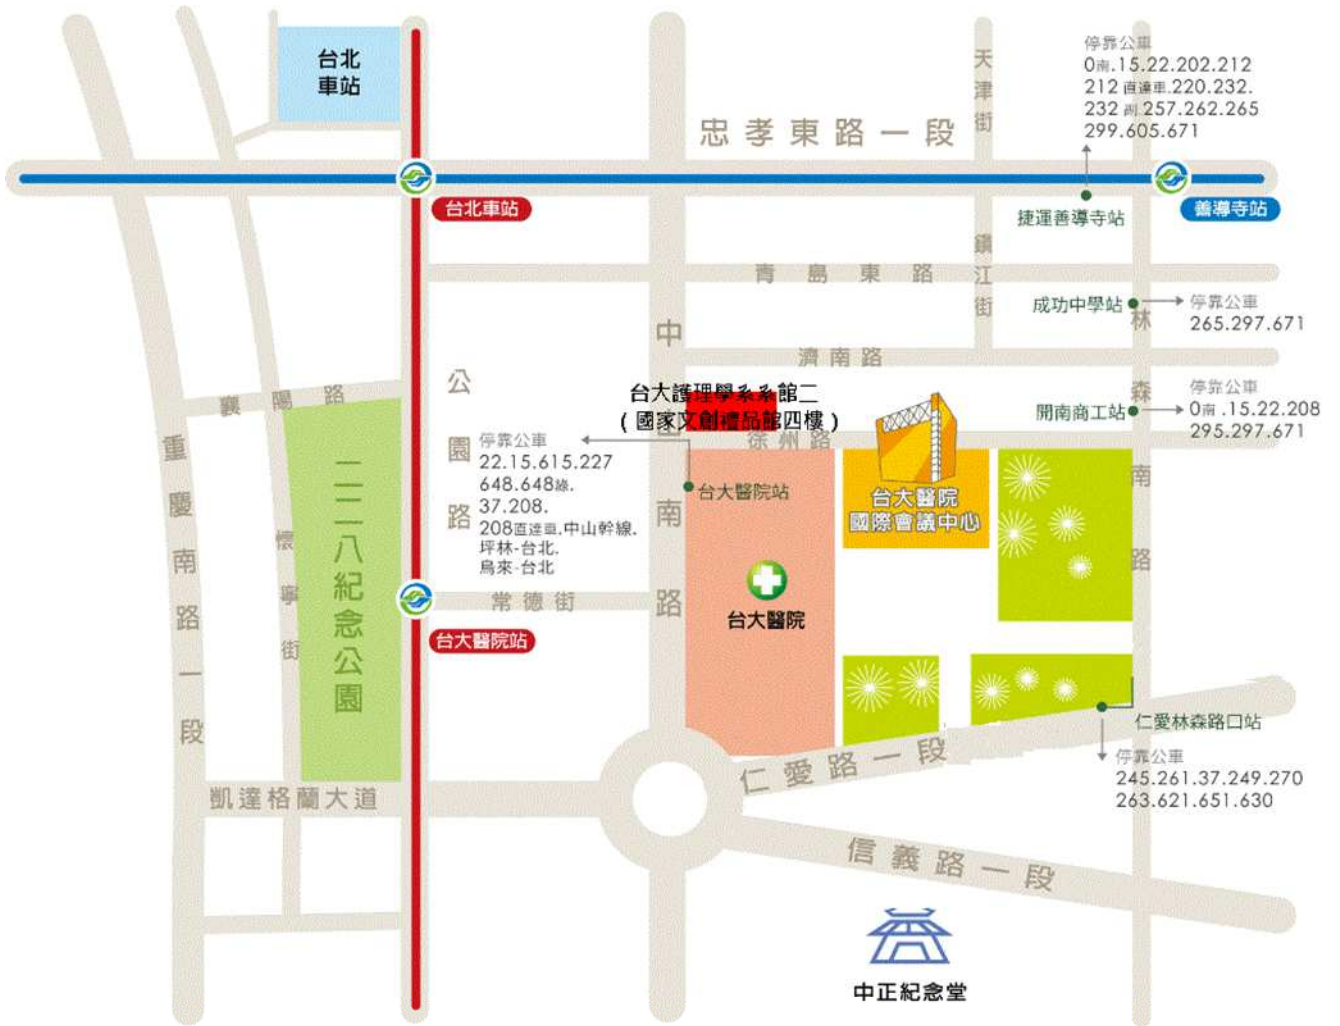 台北
車站
天津街
停靠公車
0南.15.22.202.212
212 直達車.220.232.
232 副.257.262.265
299.605.671
忠孝東路一段
台北車站
捷運善導寺站
善導寺站
青島東路
鎮江街
成功中學站
停靠公車
265.297.671
中山南路
濟南路
林森南路
公園路
襄陽路
台大護理學系系館二
(國家文創禮品館四樓)
徐州路
開南商工站
停靠公車
0南.15.22.208
295.297.671
停靠公車
22.15.615.227
648.648綠.
37.208.
208直達車.中山幹線.
坪林-台北.
烏來-台北
台大醫院站
台大醫院
國際會議中心
重慶南路一段
二二八紀念公園
懷寧街
常德街
台大醫院
台大醫院站
仁愛林森路口站
停靠公車
245.261.37.249.270
263.621.651.630
仁愛路一段
凱達格蘭大道
信義路一段
中正紀念堂